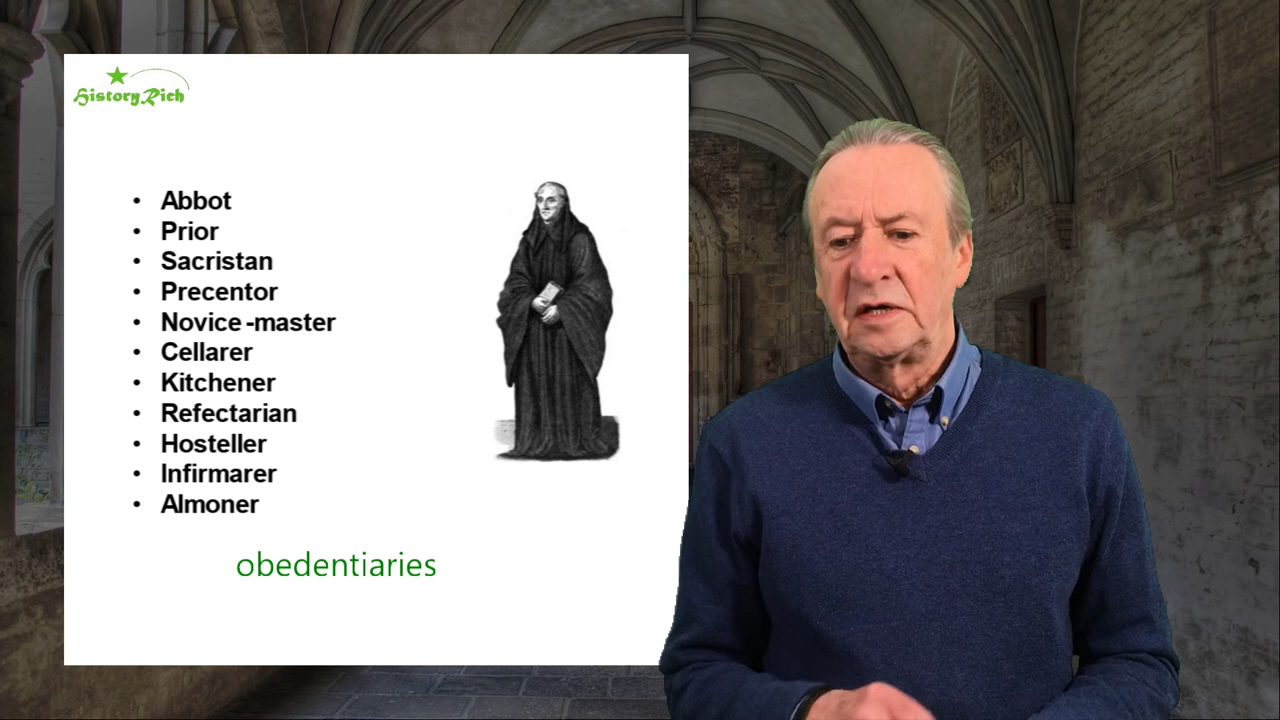 HistoryRich
• Abbot
• Prior
• Sacristan
• Precentor
• Novice-master
• Cellarer
• Kitchener
• Refectarian
• Hosteller
• Infirmarer
• Almoner
obedentiaries